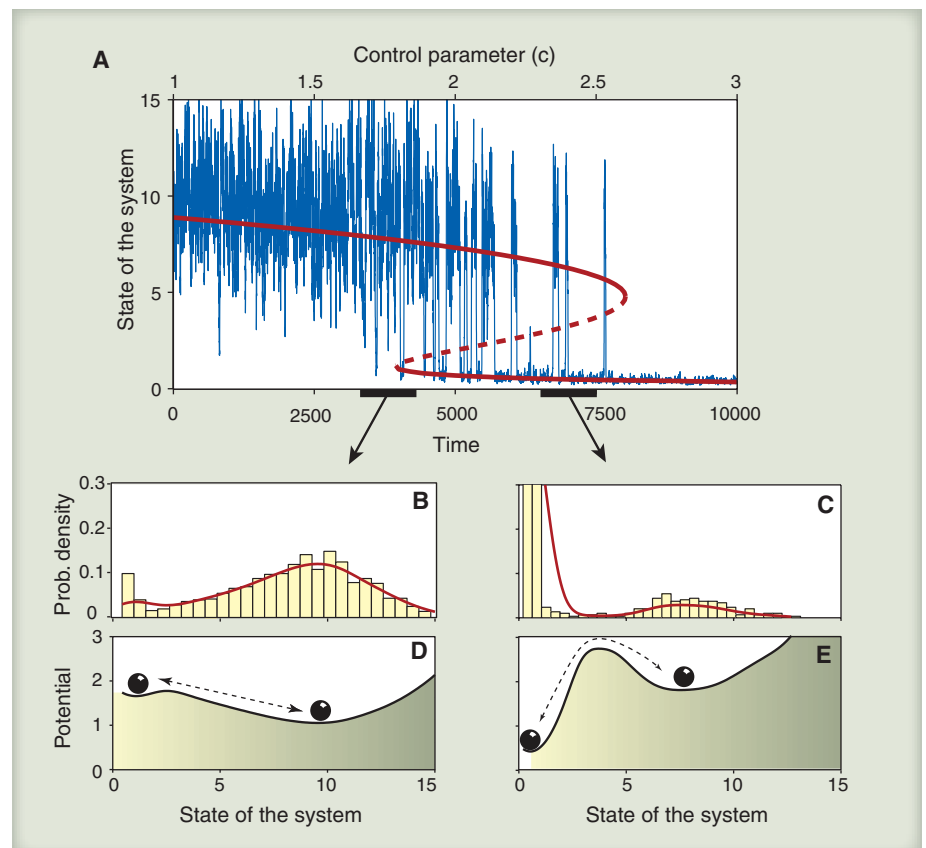 A
Control parameter (c)
1 1.5 2 2.5 3
State of the system
15
10
5
0
0 2500 5000 7500 10000
Time
B
Prob. density
0.3
0.1
0
C
D
Potential
3
2
1
0
0 5 10 15
State of the system
E
0 5 10 15
State of the system